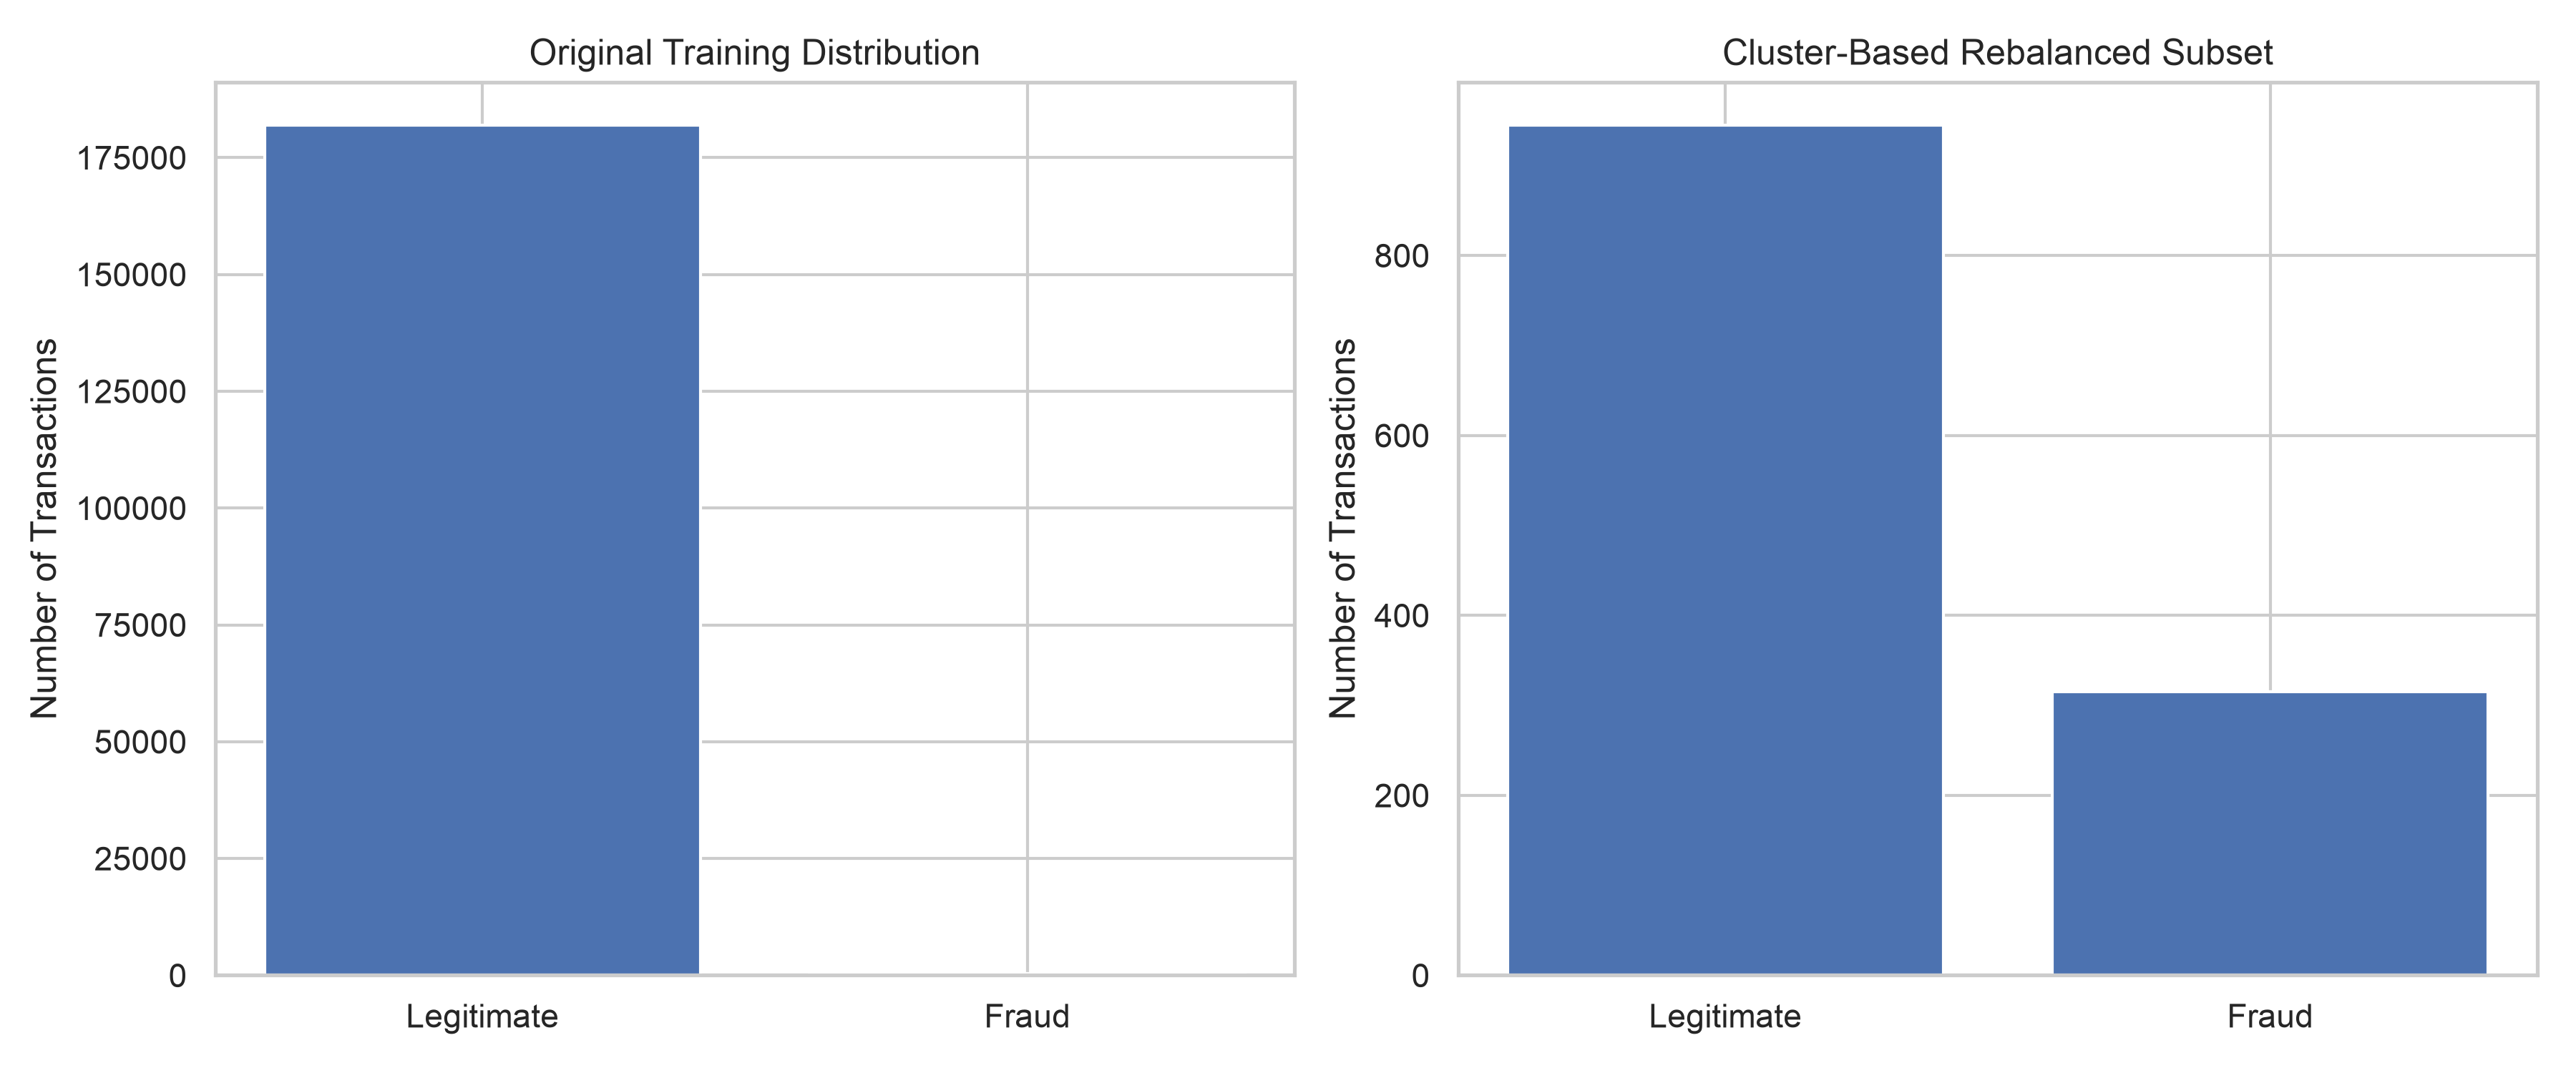 Original Training Distribution
Number of Transactions
175000
150000
125000
100000
75000
50000
25000
0
Legitimate
Fraud
Cluster-Based Rebalanced Subset
Number of Transactions
800
600
400
200
0
Legitimate
Fraud